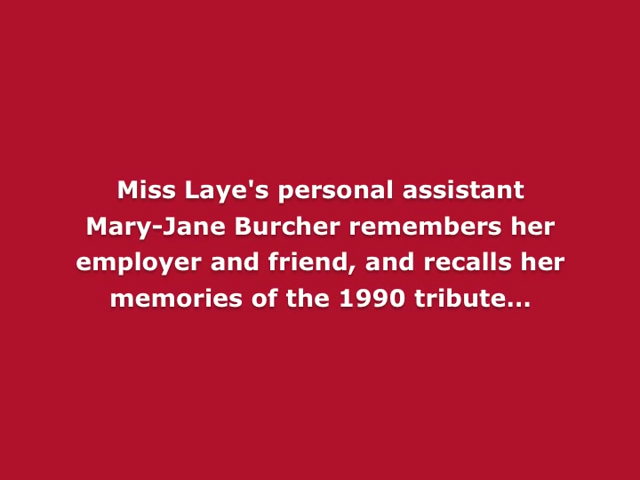 Miss Laye's personal assistant
Mary-Jane Burcher remembers her
employer and friend, and recalls her
memories of the 1990 tribute...